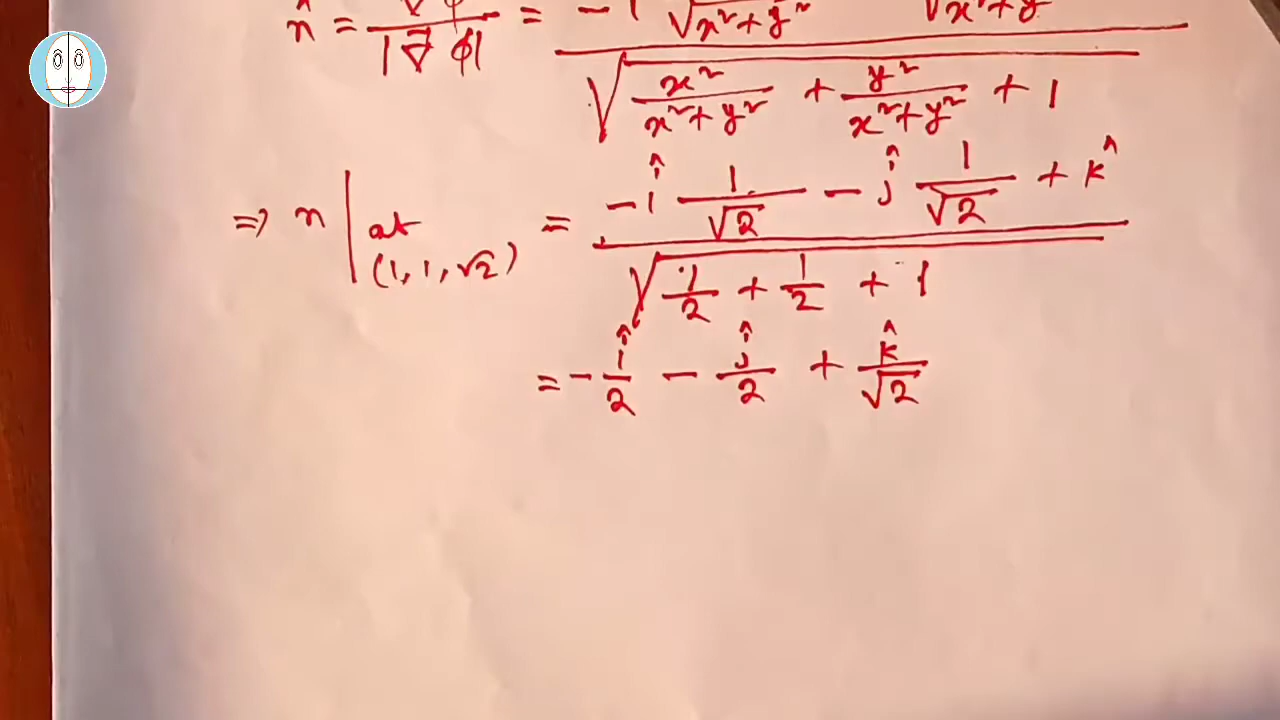 n̂ = ∇φ / |∇⃗ φ| = −î x/√(x²+y²) − ĵ y/√(x²+y²) + k̂ / √(x²/(x²+y²) + y²/(x²+y²) + 1)
⇒ n | at (1, 1, √2) = (−î 1/√2 − ĵ 1/√2 + k̂) / √(1/2 + 1/2 + 1)
= − î/2 − ĵ/2 + k̂/√2